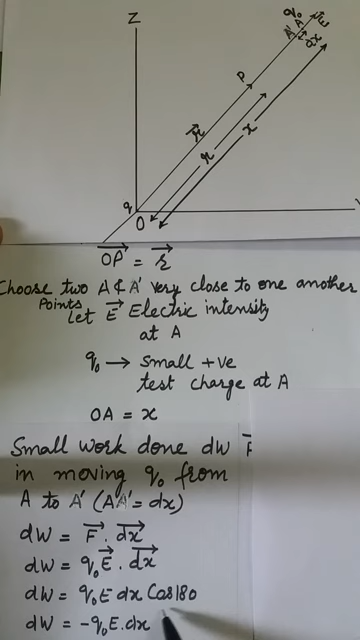 Z
q₀
A
A'
dx
P
r⃗
r
x
q
O
OP⃗ = r⃗
Choose two A & A' very close to one another
Points
Let E⃗ Electric intensity
at A
q₀ → Small +ve
test charge at A
OA = x
Small work done dW F⃗
in moving q₀ from
A to A' (AA' = dx)
dW = F⃗ . dx⃗
dW = q₀E⃗ . dx⃗
dW = q₀E dx Cos180
dW = -q₀E.dx